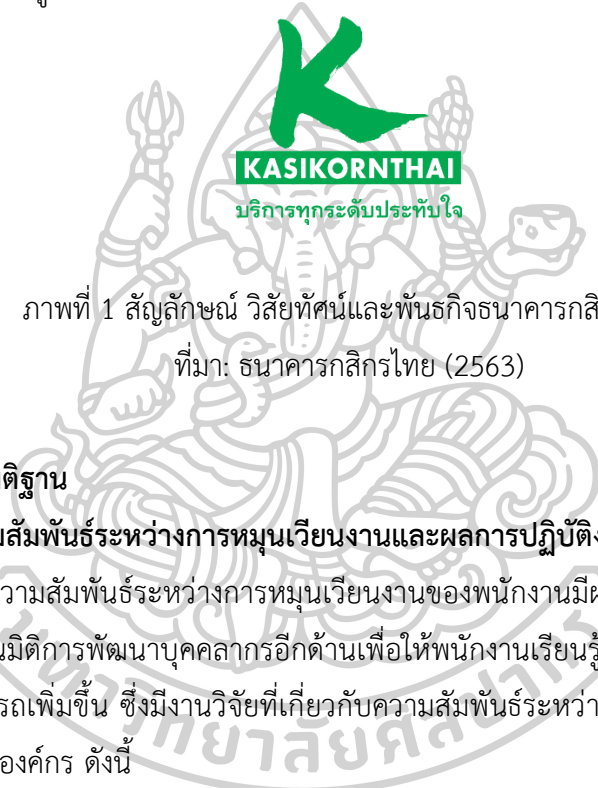 K
KASIKORNTHAI
บริการทุกระดับประทับใจ
ภาพที่ 1 สัญลักษณ์ วิสัยทัศน์และพันธกิจธนาคารกสิ
ที่มา: ธนาคารกสิกรไทย (2563)
ติฐาน
สัมพันธ์ระหว่างการหมุนเวียนงานและผลการปฏิบัติ
ความสัมพันธ์ระหว่างการหมุนเวียนงานของพนักงานมี
มิติการพัฒนาบุคคลากรอีกด้านเพื่อให้พนักงานเรียนรู้
รถเพิ่มขึ้น ซึ่งมีงานวิจัยที่เกี่ยวกับความสัมพันธ์ระหว่า
องค์กร ดังนี้